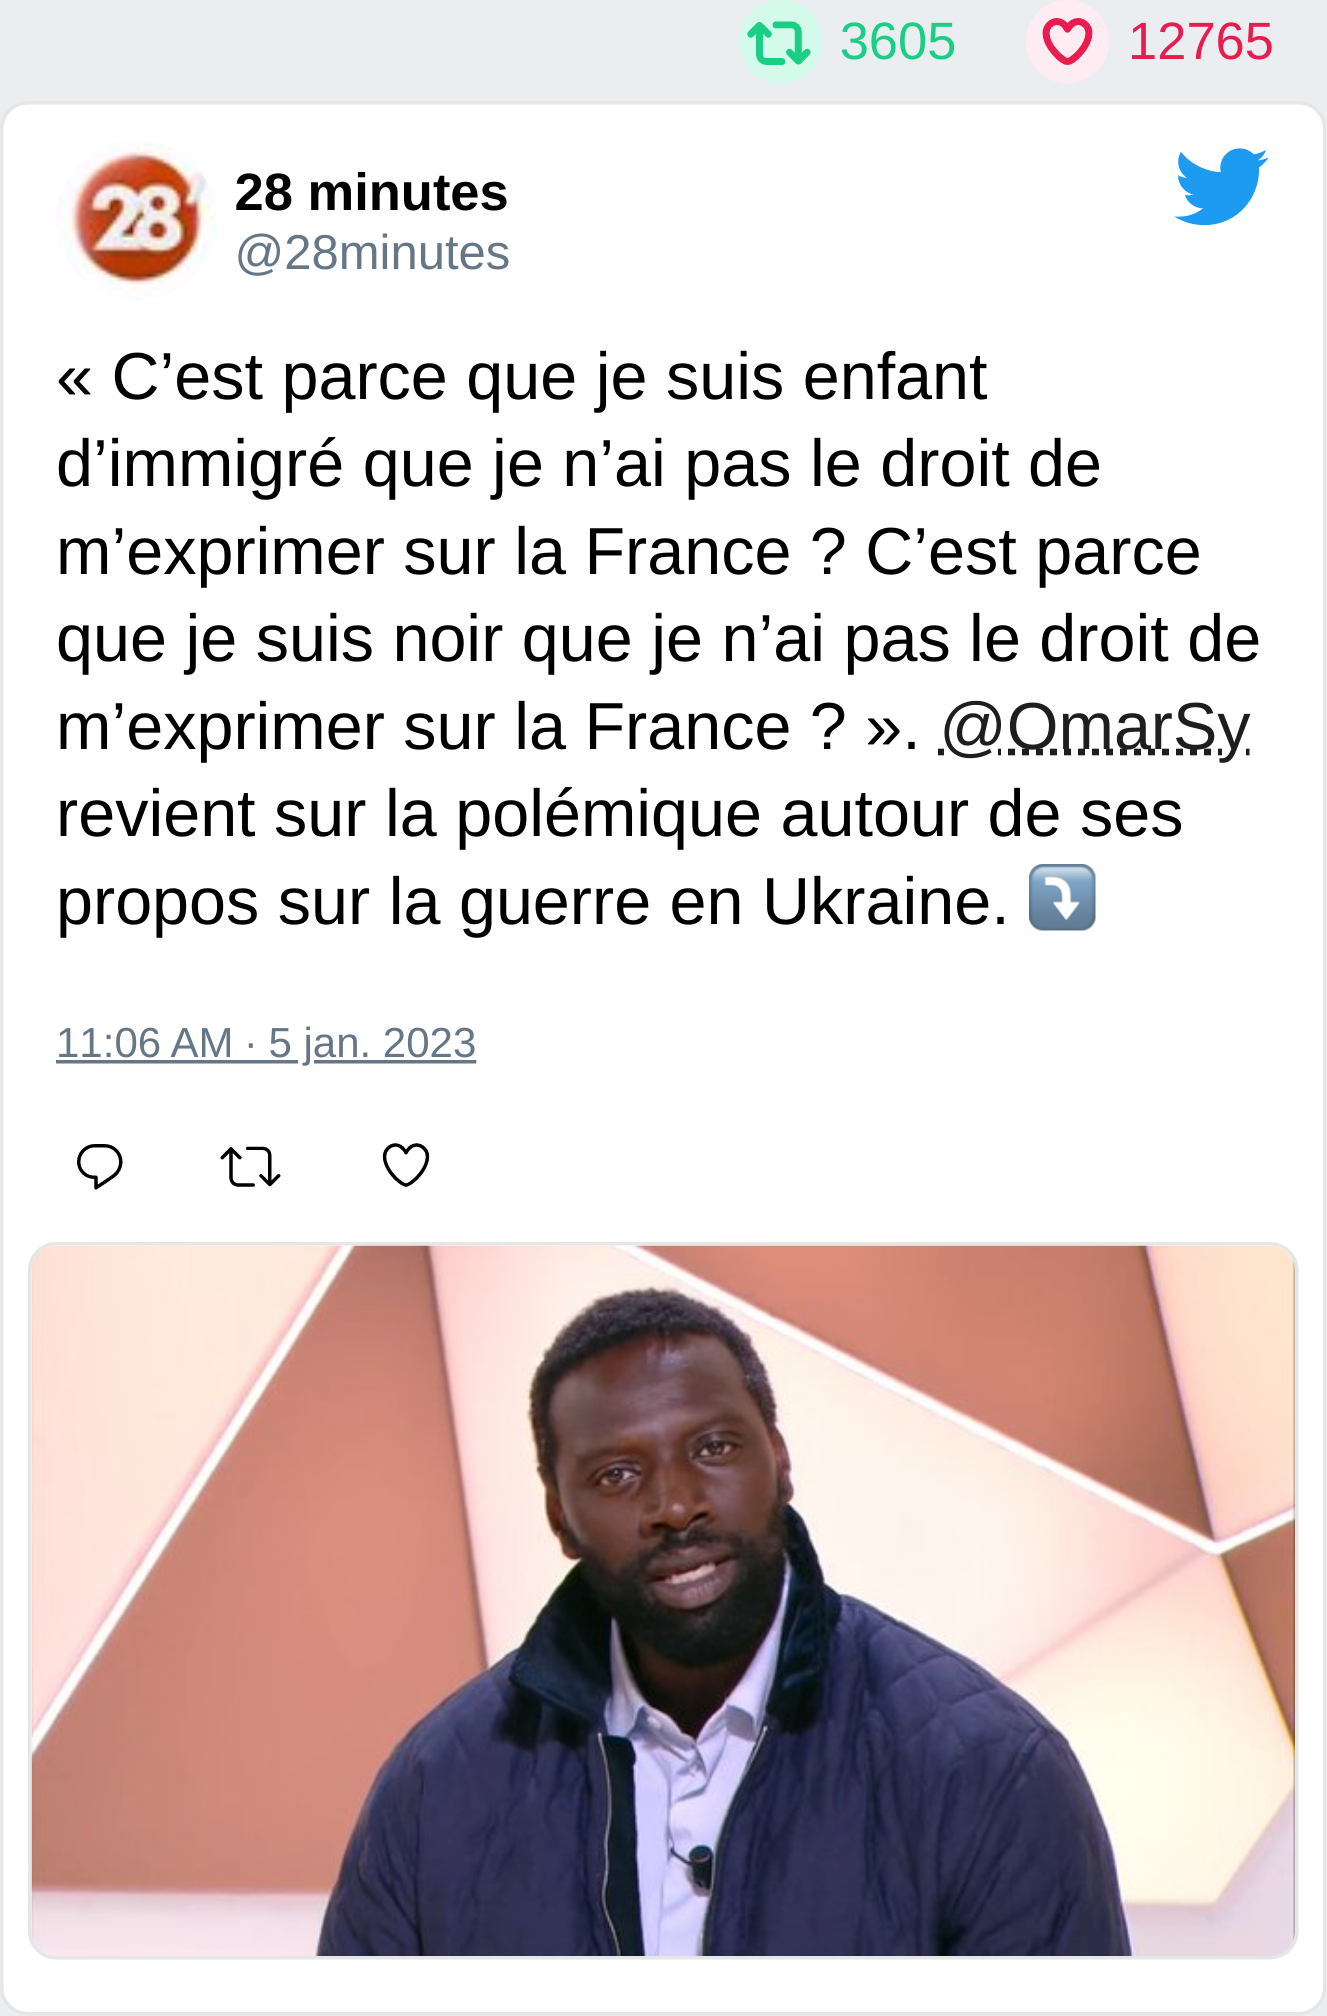 3605 12765
28'
28 minutes
@28minutes
« C’est parce que je suis enfant
d’immigré que je n’ai pas le droit de
m’exprimer sur la France ? C’est parce
que je suis noir que je n’ai pas le droit de
m’exprimer sur la France ? ». @OmarSy
revient sur la polémique autour de ses
propos sur la guerre en Ukraine. ⤵️
11:06 AM · 5 jan. 2023